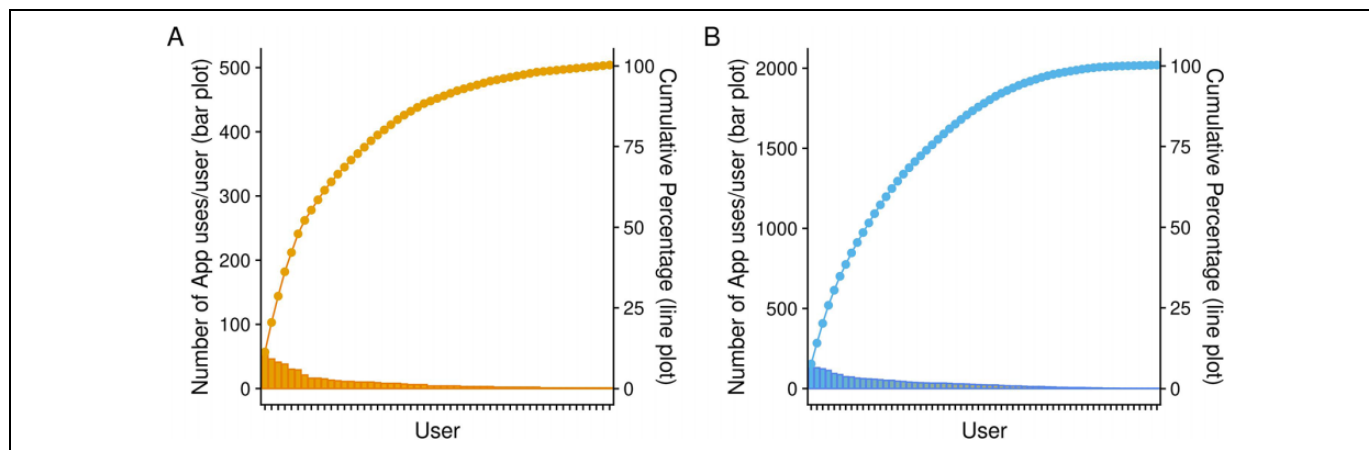 A
Number of App uses/user (bar plot)
500
400
300
200
100
0
100
75
50
25
0
Cumulative Percentage (line plot)
User
B
Number of App uses/user (bar plot)
2000
1500
1000
500
0
100
75
50
25
0
Cumulative Percentage (line plot)
User